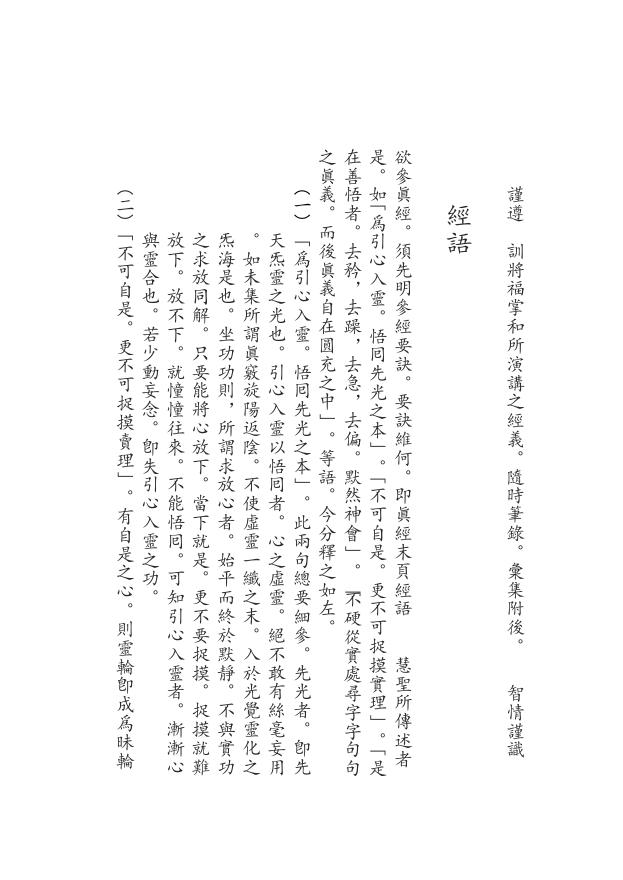 謹遵　訓將福掌和所演講之經義。隨時筆錄。彙集附後。　智情謹識
經語
欲參眞經。須先明參經要訣。要訣維何。即眞經末頁經語　慧聖所傳述者
是。如「爲引心入靈。悟囘先光之本」。「不可自是。更不可捉摸實理」。「是
在善悟者。去矜，去躁，去急，去偏。默然神會」。『不硬從實處尋字字句句
之眞義。而後眞義自在圓充之中」。等語。今分釋之如左。
（一）「爲引心入靈。悟囘先光之本」。此兩句總要細參。先光者。卽先
天炁靈之光也。引心入靈以悟囘者。心之虛靈。絕不敢有絲毫妄用
。如未集所謂眞竅旋陽返陰。不使虛靈一纖之末。入於光覺靈化之
炁海是也。坐功功則，所謂求放心者。始平而終於默靜。不與實功
之求放同解。只要能將心放下。當下就是。更不要捉摸。捉摸就難
放下。放不下。就憧憧往來。不能悟囘。可知引心入靈者。漸漸心
與靈合也。若少動妄念。卽失引心入靈之功。
（二）「不可自是。更不可捉摸賣理」。有自是之心。則靈輪卽成爲昧輪